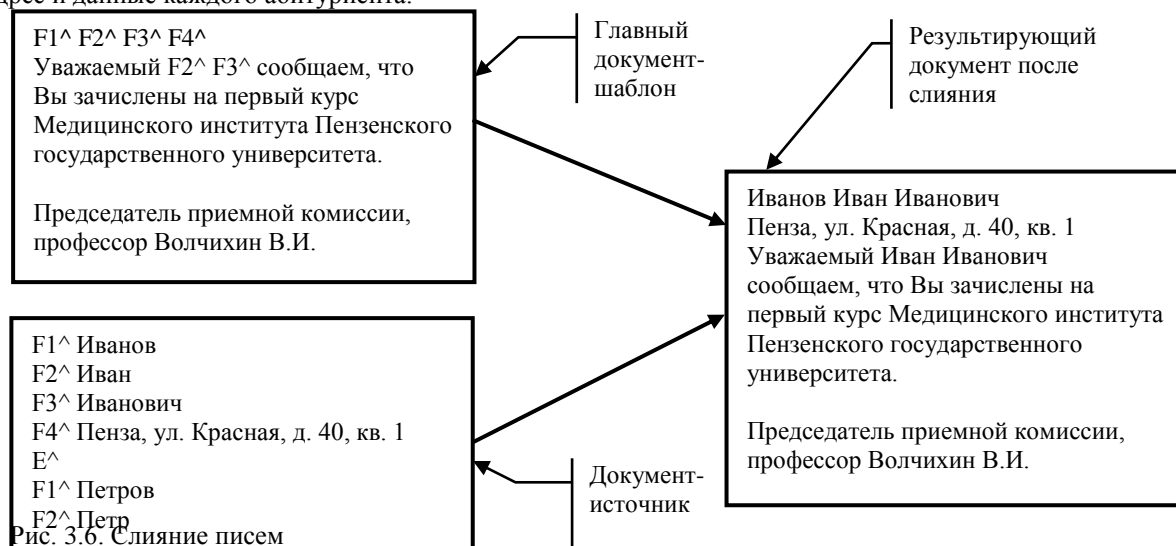 дрес и данные каждого абитуриента.
F1^ F2^ F3^ F4^
Уважаемый F2^ F3^ сообщаем, что
Вы зачислены на первый курс
Медицинского института Пензенского
государственного университета.
Председатель приемной комиссии,
профессор Волчихин В.И.
Главный
документ-
шаблон
Результирующий
документ после
слияния
Иванов Иван Иванович
Пенза, ул. Красная, д. 40, кв. 1
Уважаемый Иван Иванович
сообщаем, что Вы зачислены на
первый курс Медицинского института
Пензенского государственного
университета.
Председатель приемной комиссии,
профессор Волчихин В.И.
F1^ Иванов
F2^ Иван
F3^ Иванович
F4^ Пенза, ул. Красная, д. 40, кв. 1
E^
F1^ Петров
F2^ Петр
Документ-
источник
Рис. 3.6. Слияние писем